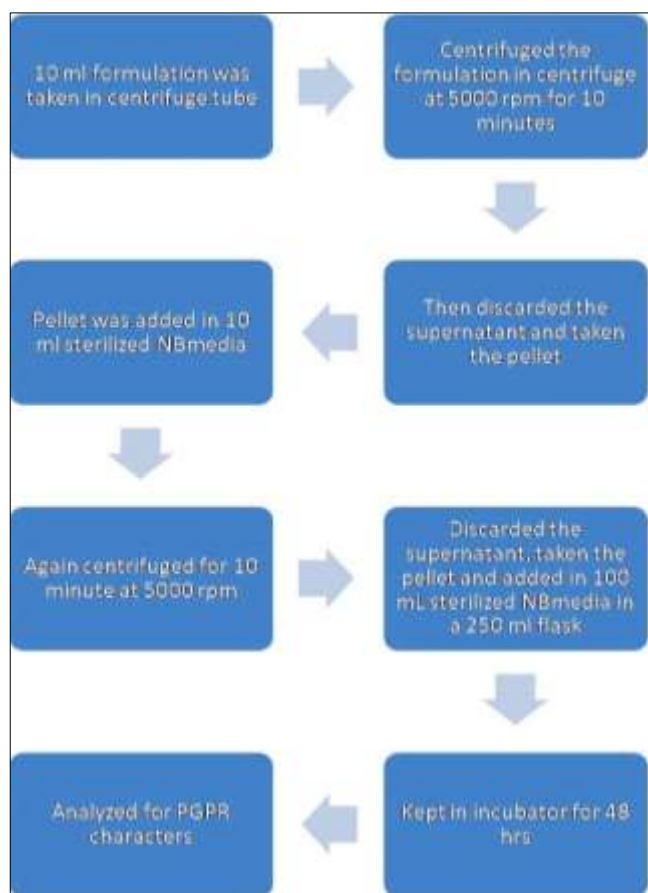 10 ml formulation was
taken in centrifuge tube
Centrifuged the
formulation in centrifuge
at 5000 rpm for 10
minutes
Then discarded the
supernatant and taken
the pellet
Pellet was added in 10
ml sterilized NBmedia
Again centrifuged for 10
minute at 5000 rpm
Discarded the
supernatant, taken the
pellet and added in 100
mL sterilized NBmedia in
a 250 ml flask
Kept in incubator for 48
hrs
Analyzed for PGPR
characters